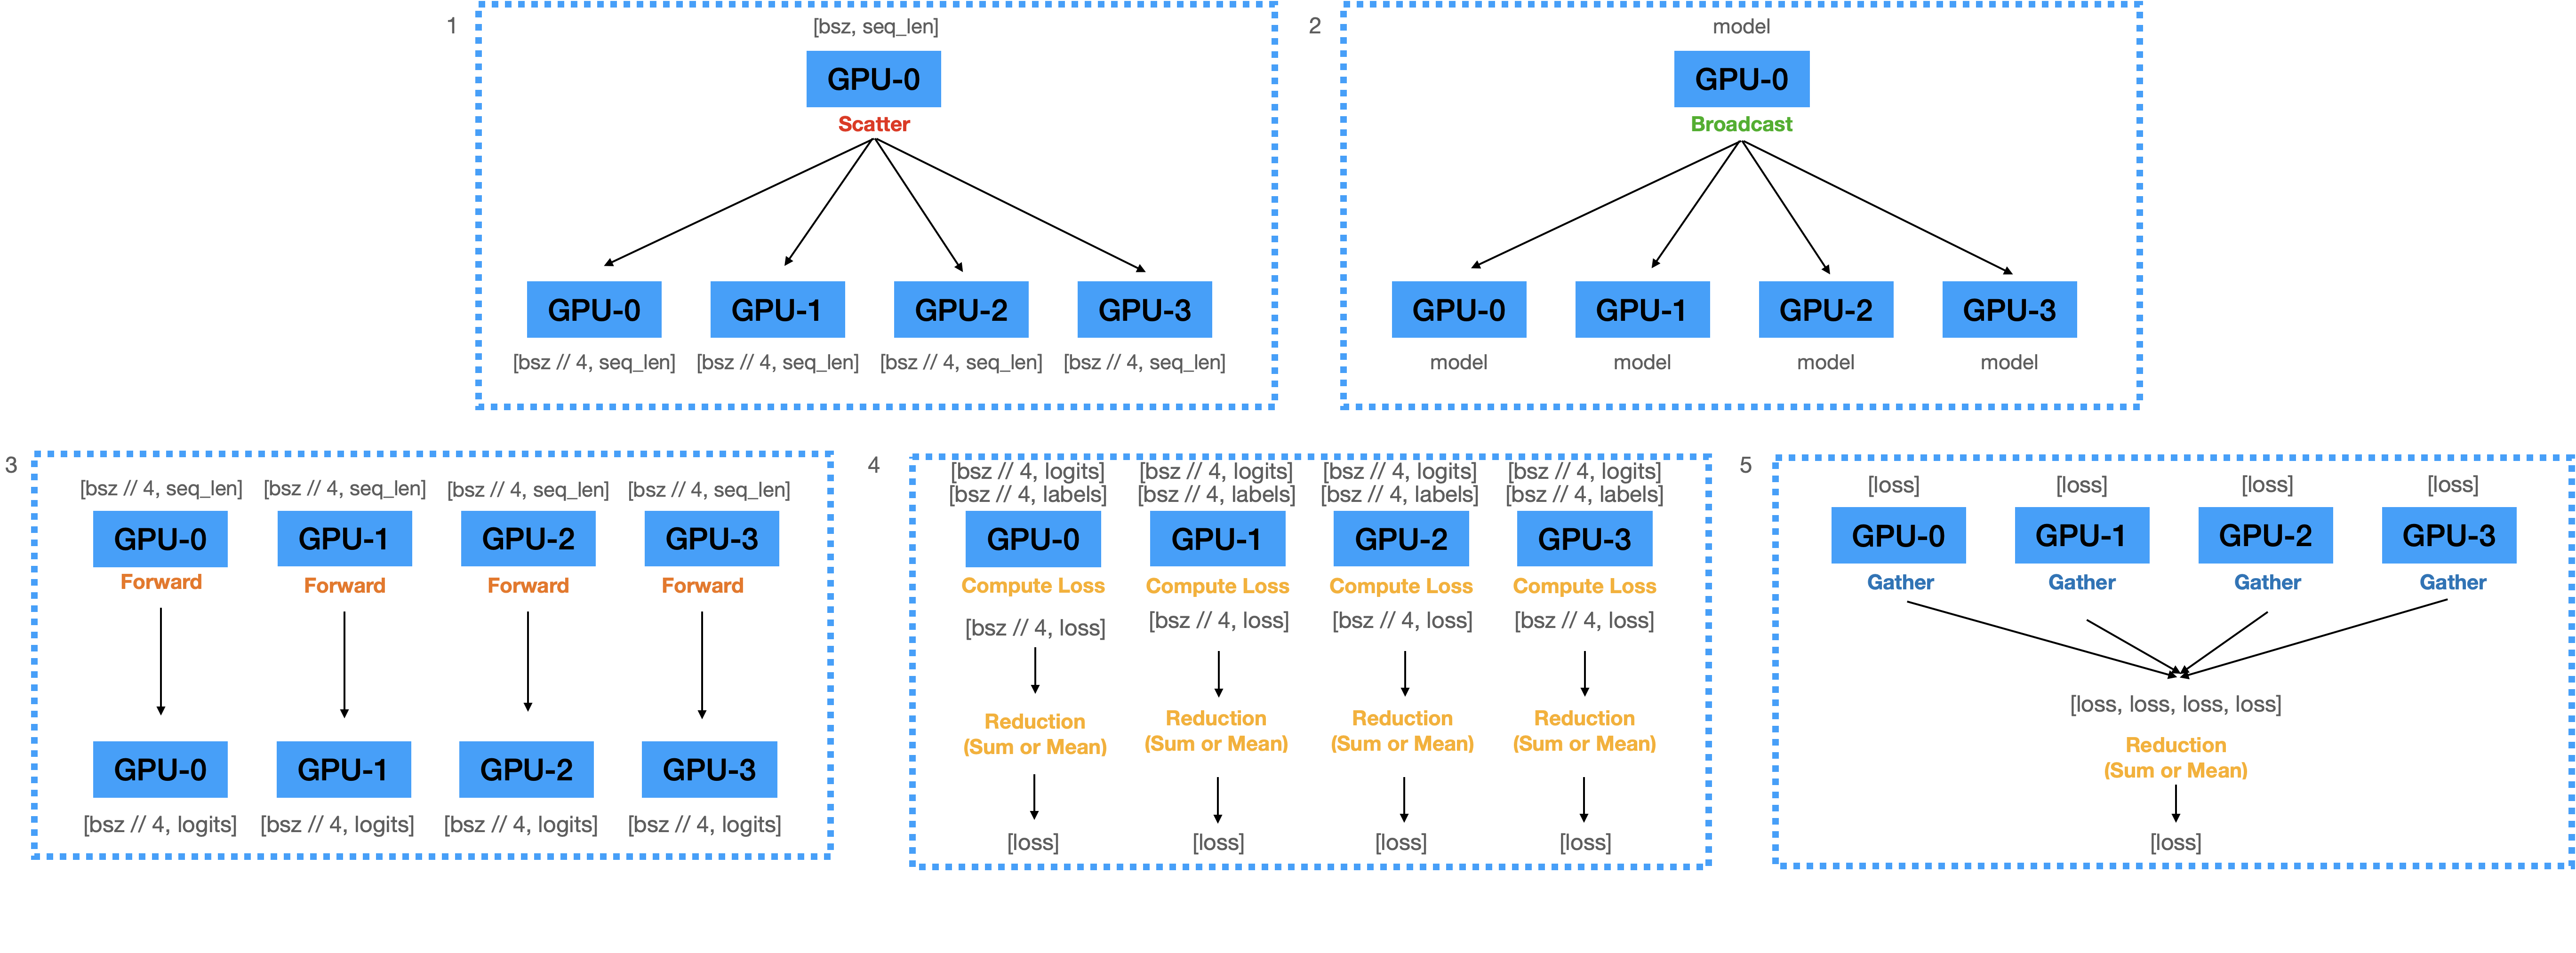 1
[bsz, seq_len]
GPU-0
Scatter
GPU-0 GPU-1 GPU-2 GPU-3
[bsz // 4, seq_len] [bsz // 4, seq_len] [bsz // 4, seq_len] [bsz // 4, seq_len]
2
model
GPU-0
Broadcast
GPU-0 GPU-1 GPU-2 GPU-3
model model model model
3
[bsz // 4, seq_len] [bsz // 4, seq_len] [bsz // 4, seq_len] [bsz // 4, seq_len]
GPU-0 GPU-1 GPU-2 GPU-3
Forward Forward Forward Forward
GPU-0 GPU-1 GPU-2 GPU-3
[bsz // 4, logits] [bsz // 4, logits] [bsz // 4, logits] [bsz // 4, logits]
4
[bsz // 4, logits] [bsz // 4, logits] [bsz // 4, logits] [bsz // 4, logits]
[bsz // 4, labels] [bsz // 4, labels] [bsz // 4, labels] [bsz // 4, labels]
GPU-0 GPU-1 GPU-2 GPU-3
Compute Loss Compute Loss Compute Loss Compute Loss
[bsz // 4, loss] [bsz // 4, loss] [bsz // 4, loss] [bsz // 4, loss]
Reduction Reduction Reduction Reduction
(Sum or Mean) (Sum or Mean) (Sum or Mean) (Sum or Mean)
[loss] [loss] [loss] [loss]
5
[loss] [loss] [loss] [loss]
GPU-0 GPU-1 GPU-2 GPU-3
Gather Gather Gather Gather
[loss, loss, loss, loss]
Reduction
(Sum or Mean)
[loss]